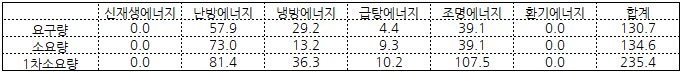 신재생에너지 난방에너지 냉방에너지 급탕에너지 조명에너지 환기에너지 합계
요구량 0.0 57.9 29.2 4.4 39.1 0.0 130.7
소요량 0.0 73.0 13.2 9.3 39.1 0.0 134.6
1차소요량 0.0 81.4 36.3 10.2 107.5 0.0 235.4